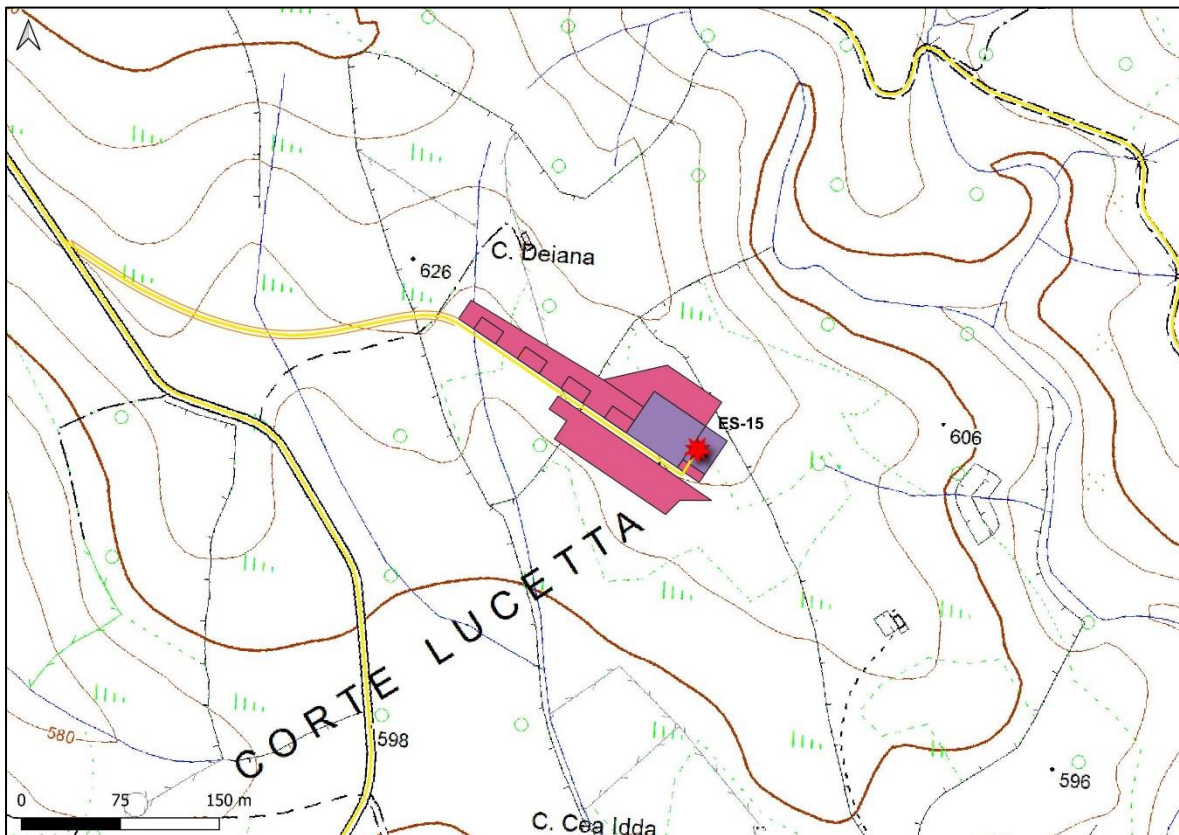 C. Deiana
626
ES-15
606
CORTE LUCETTA
580
598
596
0 75 150 m
C. Cea Idda